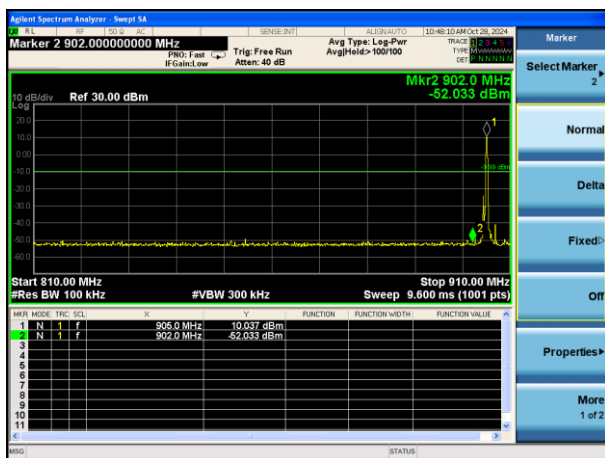 Agilent Spectrum Analyzer - Swept SA
RL RF 50 Ω AC SENSE:INT ALIGNAUTO 10:48:10 AM Oct 28, 2024
Marker 2 902.000000000 MHz
PNO: Fast
IFGain:Low
Trig: Free Run
Atten: 40 dB
Avg Type: Log-Pwr
Avg|Hold>100/100
TRACE 1 2 3 4 5 6
TYPE
DET P N N N N N
Mkr2 902.0 MHz
-52.033 dBm
10 dB/div Ref 30.00 dBm
Log
20.0
10.0
0.00
-10.0
-20.0
-30.0
-40.0
-50.0
-60.0
1
2
Start 810.00 MHz Stop 910.00 MHz
#Res BW 100 kHz #VBW 300 kHz Sweep 9.600 ms (1001 pts)
MKR MODE TRC SCL X Y FUNCTION FUNCTION WIDTH FUNCTION VALUE
1 N 1 f 905.0 MHz 10.037 dBm
2 N 1 f 902.0 MHz -52.033 dBm
3
4
5
6
7
8
9
10
11
MSG STATUS
Marker
Select Marker
2
Normal
Delta
Fixed
Off
Properties
More
1 of 2